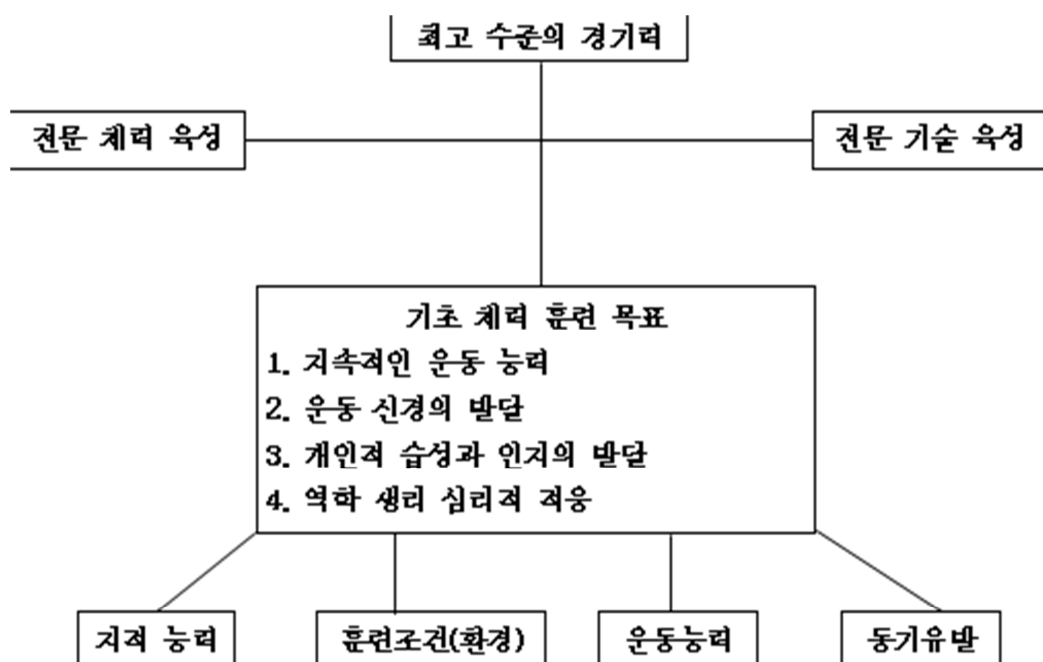 최고 수준의 경기력
전문 체력 육성
전문 기술 육성
기초 체력 훈련 목표
1. 지속적인 운동 능력
2. 운동 신경의 발달
3. 개인적 습성과 인지의 발달
4. 역학 생리 심리적 적응
지적 능력
훈련조건(환경)
운동능력
동기유발